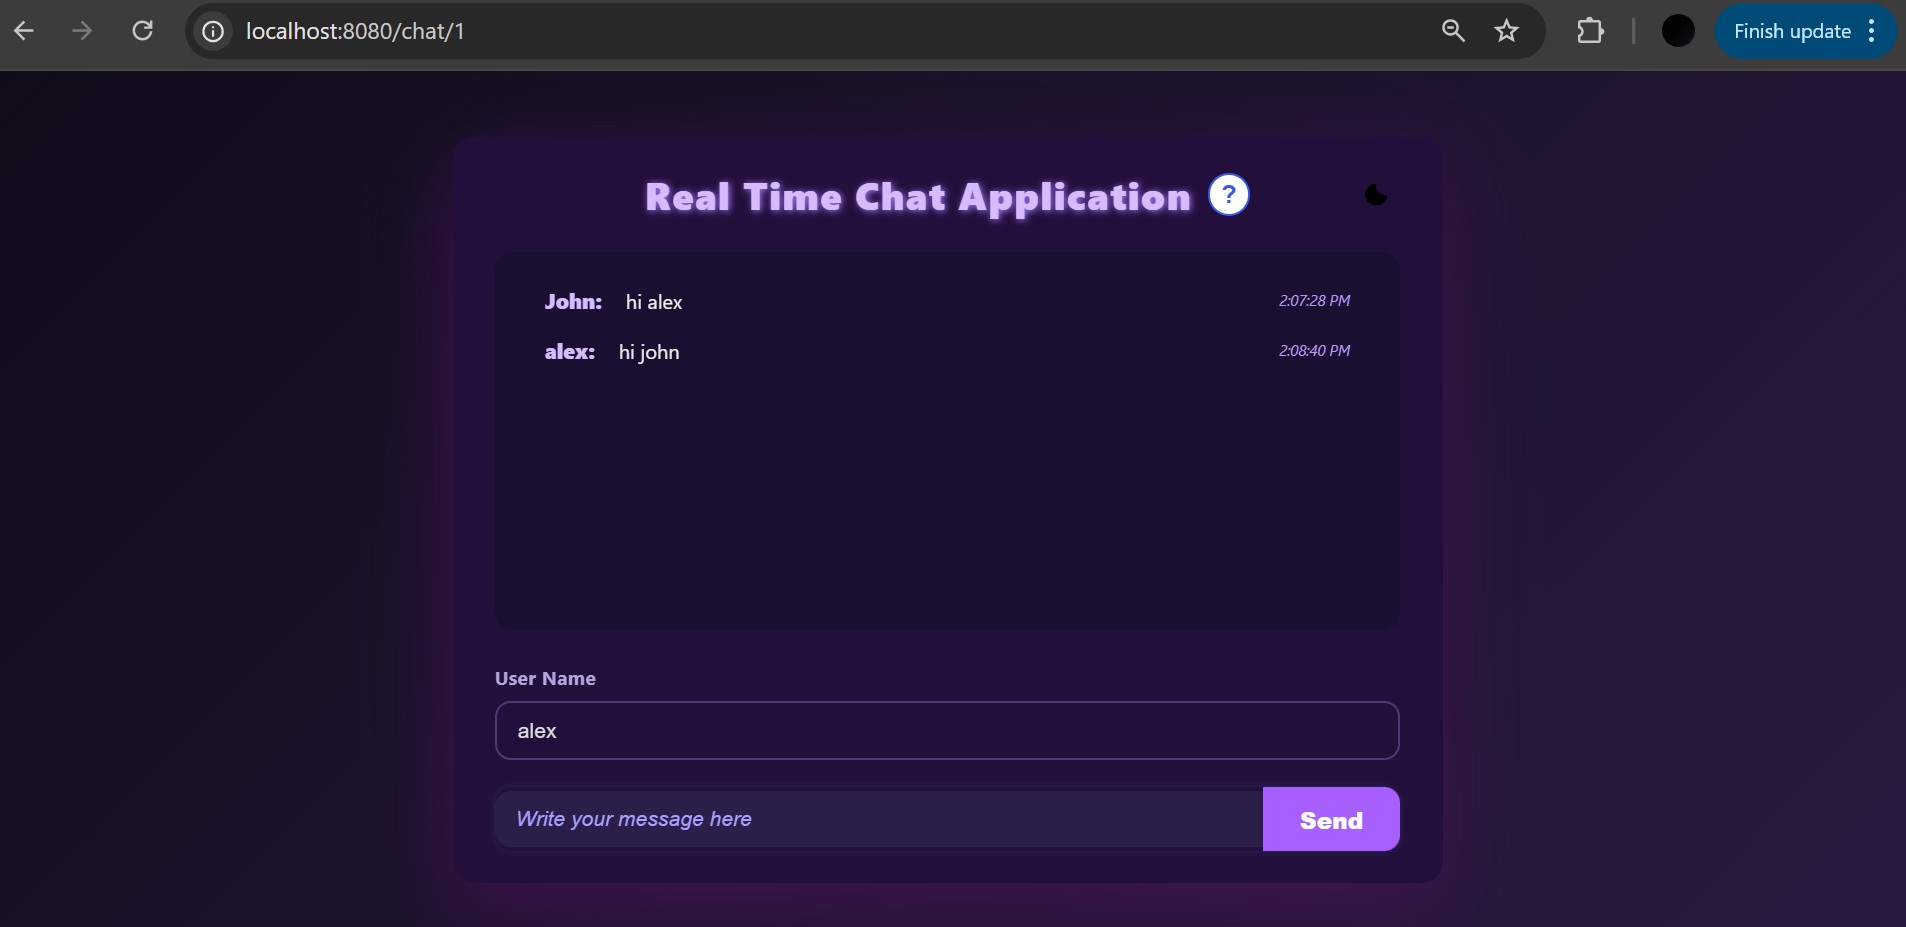 localhost:8080/chat/1
Finish update
Real Time Chat Application ?
John: hi alex 2:07:28 PM
alex: hi john 2:08:40 PM
User Name
alex
Write your message here
Send